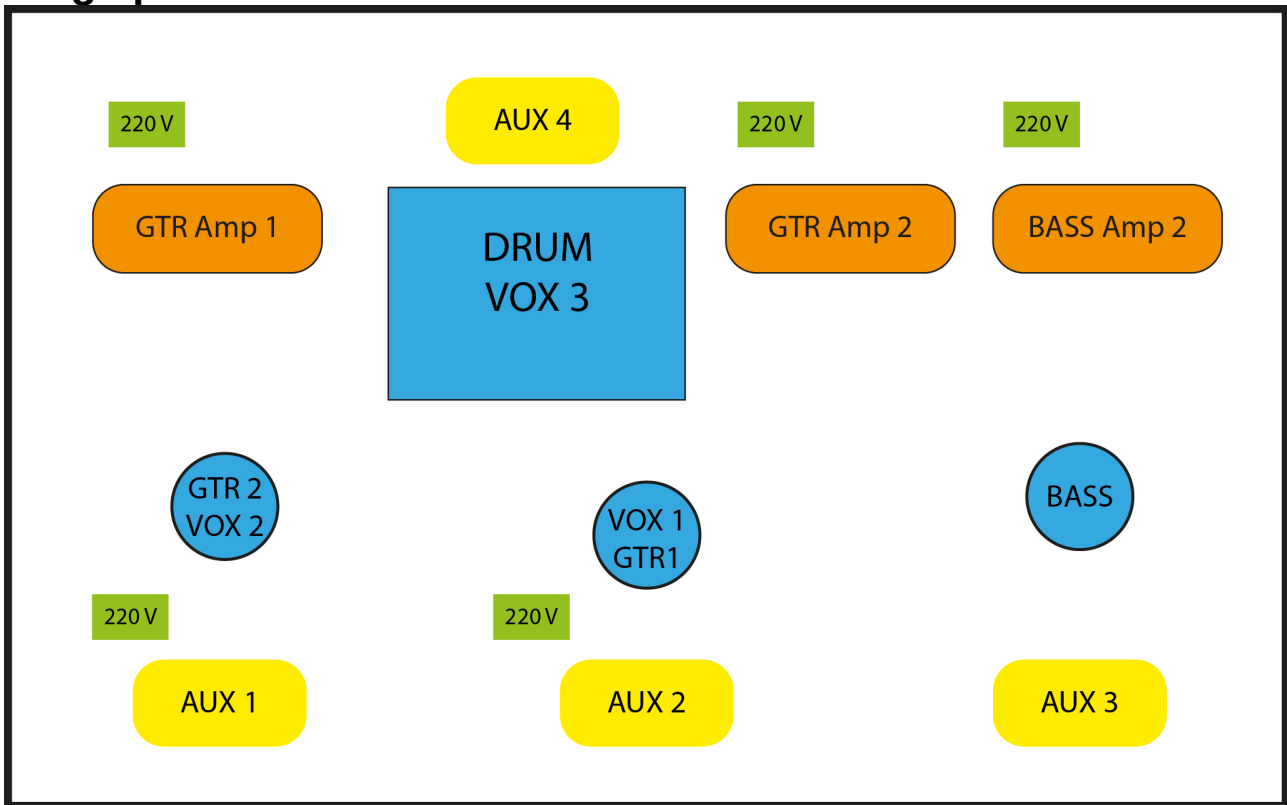 AUX 4
220 V
220 V
220 V
GTR Amp 1
DRUM
VOX 3
GTR Amp 2
BASS Amp 2
GTR 2
VOX 2
VOX 1
GTR1
BASS
220 V
220 V
AUX 1
AUX 2
AUX 3